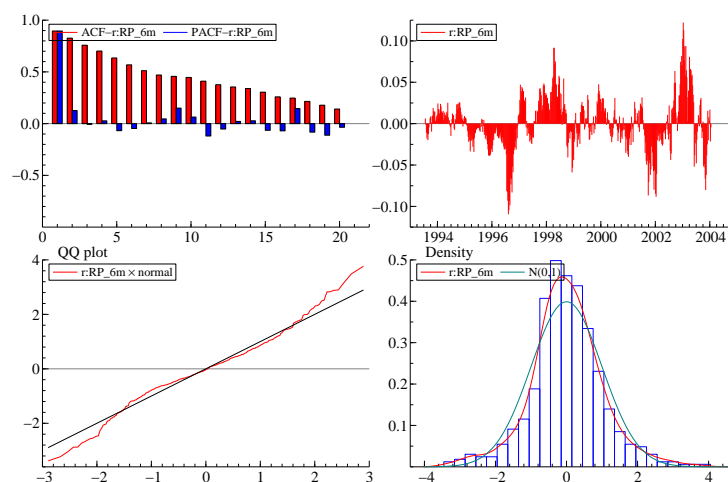 ACF-r:RP_6m PACF-r:RP_6m
1.0
0.5
0.0
-0.5
0 5 10 15 20
r:RP_6m
0.10
0.05
0.00
-0.05
-0.10
1994 1996 1998 2000 2002 2004
QQ plot
r:RP_6m × normal
4
2
0
-2
-3 -2 -1 0 1 2 3
Density
r:RP_6m N(0,1)
0.5
0.4
0.3
0.2
0.1
-4 -2 0 2 4